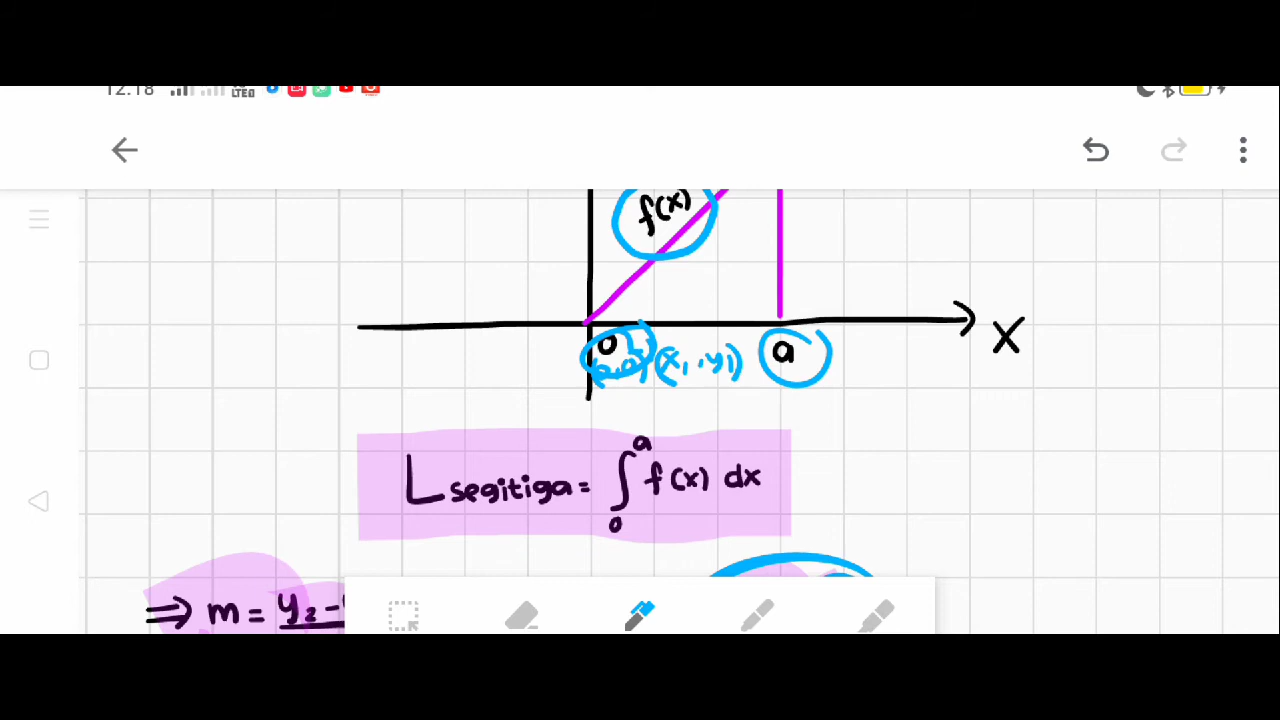 12.18
f(x)
0 (x₁, y₁) a
X
L segitiga = ∫₀ᵃ f(x) dx
⇒ m = y₂ -